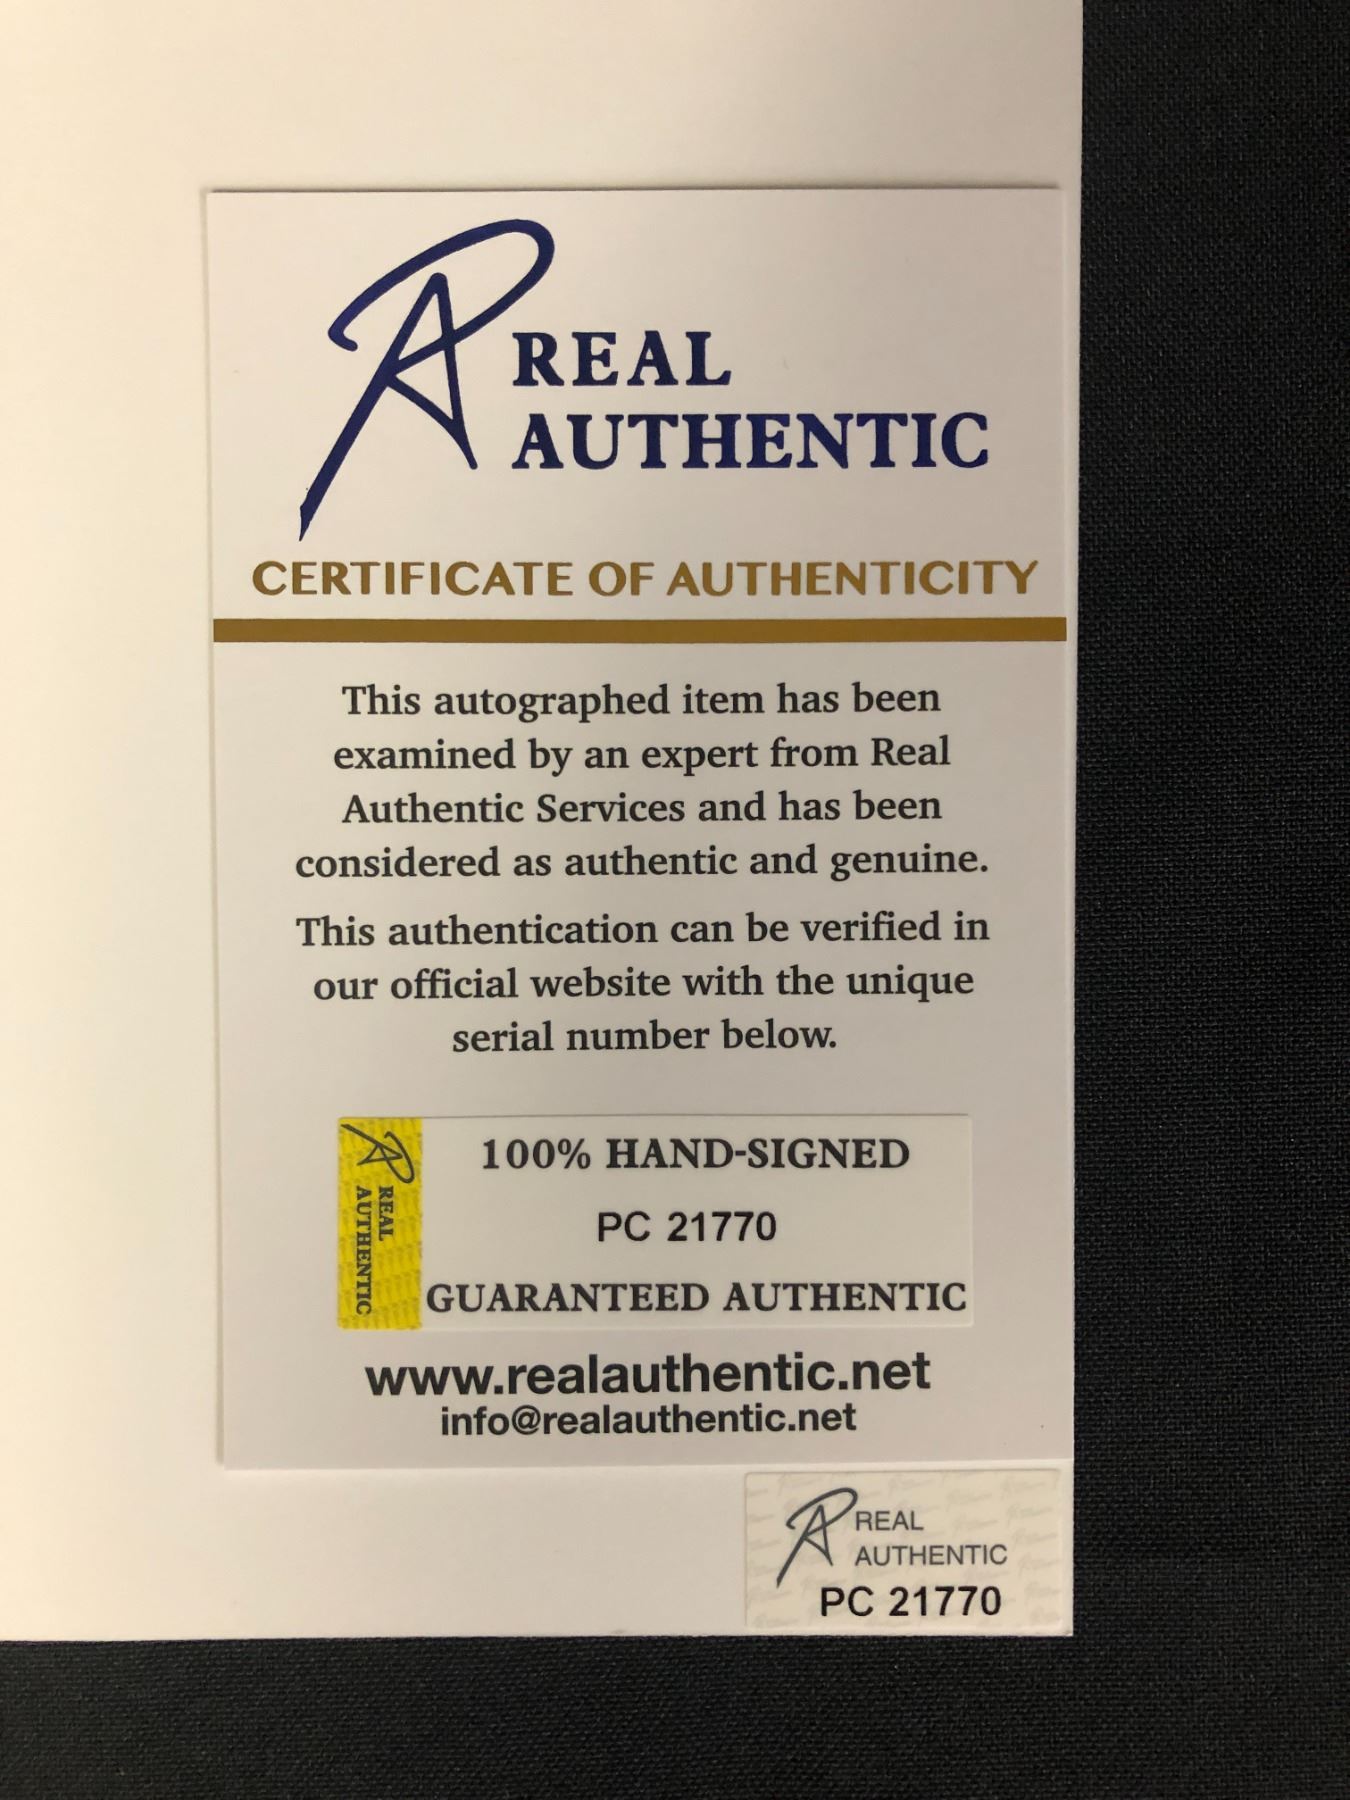 REAL
AUTHENTIC
CERTIFICATE OF AUTHENTICITY
This autographed item has been
examined by an expert from Real
Authentic Services and has been
considered as authentic and genuine.
This authentication can be verified in
our official website with the unique
serial number below.
REAL
AUTHENTIC
100% HAND-SIGNED
PC 21770
GUARANTEED AUTHENTIC
www.realauthentic.net
info@realauthentic.net
REAL
AUTHENTIC
PC 21770